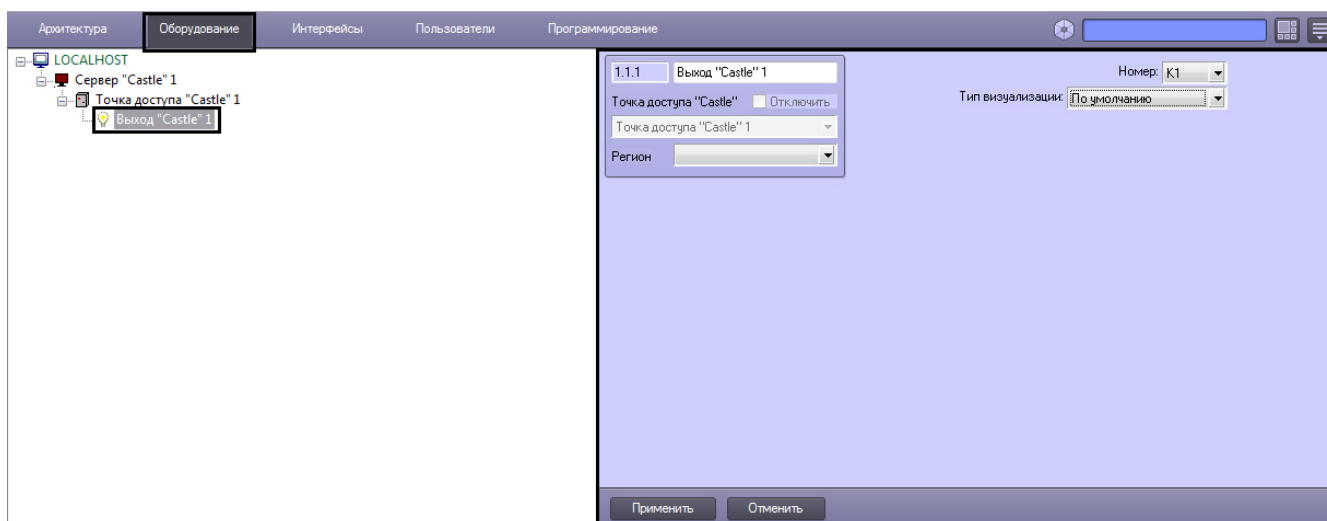 Архитектура Оборудование Интерфейсы Пользователи Программирование
LOCALHOST
Сервер "Castle" 1
Точка доступа "Castle" 1
Выход "Castle" 1
1.1.1 Выход "Castle" 1
Точка доступа "Castle" Отключить
Точка доступа "Castle" 1
Регион
Номер: K1
Тип визуализации: По умолчанию
Применить Отменить